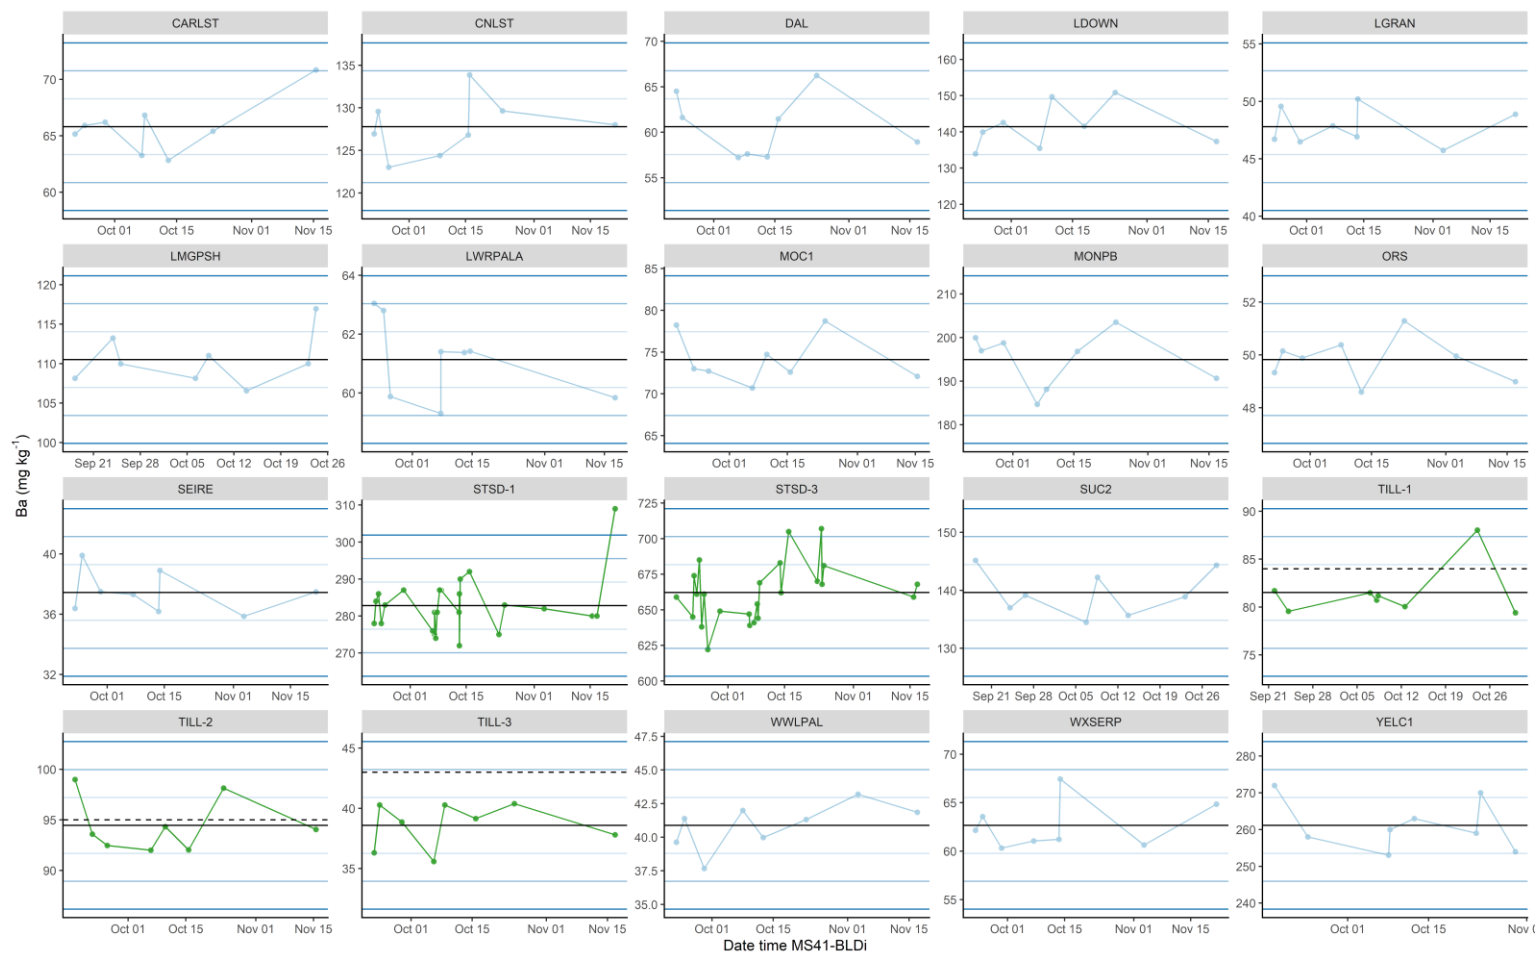 CARLST CNLST DAL LDOWN LGRAN
70 65 60
Oct 01 Oct 15 Nov 01 Nov 15
135 130 125 120
Oct 01 Oct 15 Nov 01 Nov 15
70 65 60 55
Oct 01 Oct 15 Nov 01 Nov 15
160 150 140 130 120
Oct 01 Oct 15 Nov 01 Nov 15
55 50 45 40
Oct 01 Oct 15 Nov 01 Nov 15
LMGPSH LWRPALA MOC1 MONPB ORS
120 115 110 105 100
Sep 21 Sep 28 Oct 05 Oct 12 Oct 19 Oct 26
64 62 60
Oct 01 Oct 15 Nov 01 Nov 15
85 80 75 70 65
Oct 01 Oct 15 Nov 01 Nov 15
210 200 190 180
Oct 01 Oct 15 Nov 01 Nov 15
52 50 48
Oct 01 Oct 15 Nov 01 Nov 15
Ba (mg kg⁻¹)
SEIRE STSD-1 STSD-3 SUC2 TILL-1
40 36 32
Oct 01 Oct 15 Nov 01 Nov 15
310 300 290 280 270
Oct 01 Oct 15 Nov 01 Nov 15
725 700 675 650 625 600
Oct 01 Oct 15 Nov 01 Nov 15
150 140 130
Sep 21 Sep 28 Oct 05 Oct 12 Oct 19 Oct 26
90 85 80 75
Sep 21 Sep 28 Oct 05 Oct 12 Oct 19 Oct 26
TILL-2 TILL-3 WWLPAL WXSERP YELC1
100 95 90
Oct 01 Oct 15 Nov 01 Nov 15
45 40 35
Oct 01 Oct 15 Nov 01 Nov 15
47.5 45.0 42.5 40.0 37.5 35.0
Oct 01 Oct 15 Nov 01 Nov 15
70 65 60 55
Oct 01 Oct 15 Nov 01 Nov 15
280 270 260 250 240
Oct 01 Oct 15 Nov
Date time MS41-BLDi